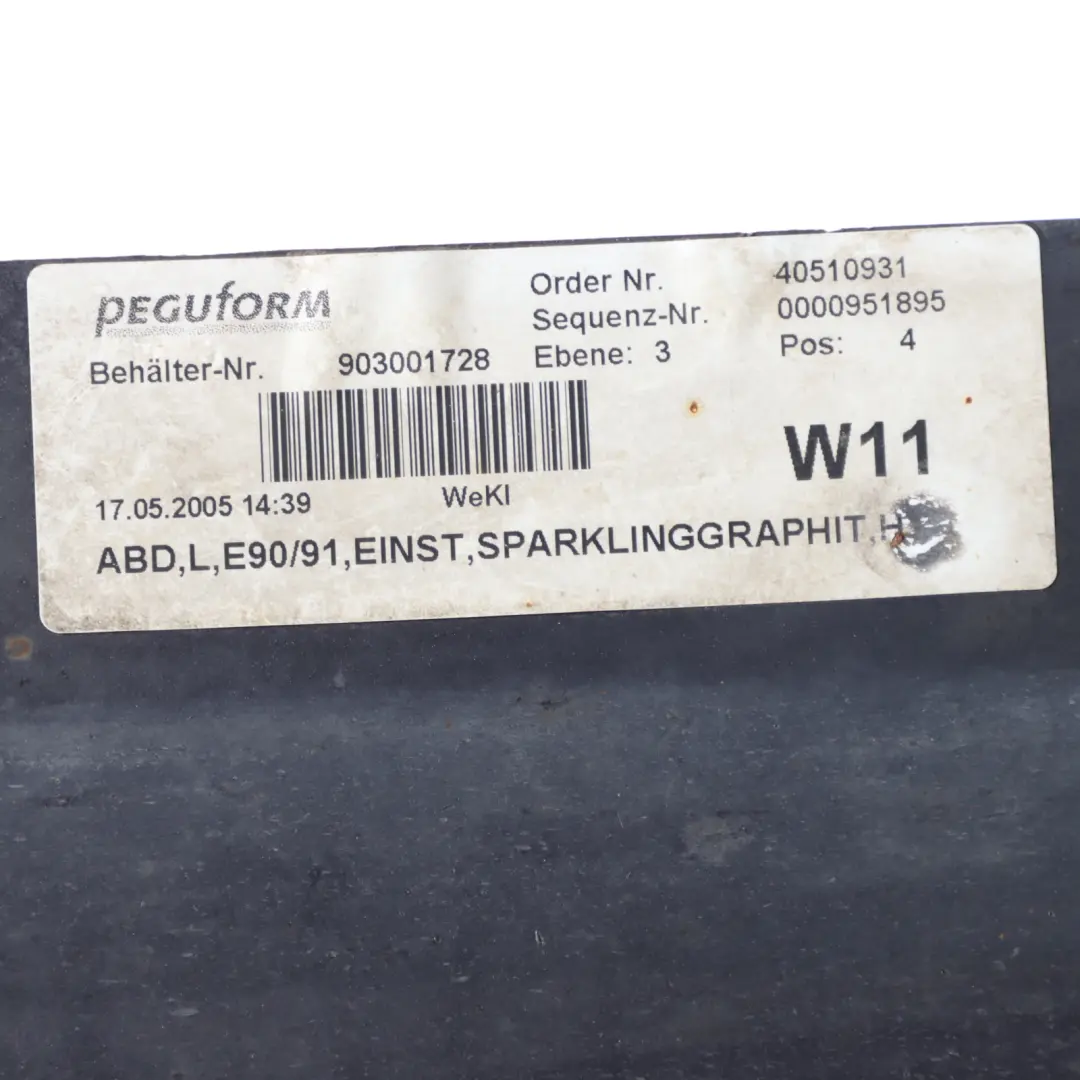 PEGUFORM
Order Nr. 40510931
Sequenz-Nr. 0000951895
Behälter-Nr. 903001728 Ebene: 3 Pos: 4
W11
17.05.2005 14:39 WeKI
ABD,L,E90/91,EINST,SPARKLINGGRAPHIT,H